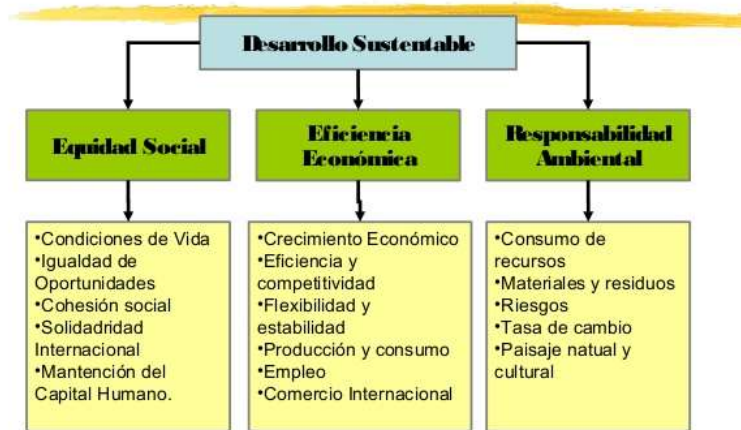 Desarrollo Sustentable
Equidad Social
Eficiencia
Económica
Responsabilidad
Ambiental
•Condiciones de Vida
•Igualdad de
Oportunidades
•Cohesión social
•Solidadridad
Internacional
•Mantención del
Capital Humano.
•Crecimiento Económico
•Eficiencia y
competitividad
•Flexibilidad y
estabilidad
•Producción y consumo
•Empleo
•Comercio Internacional
•Consumo de
recursos
•Materiales y residuos
•Riesgos
•Tasa de cambio
•Paisaje natual y
cultural